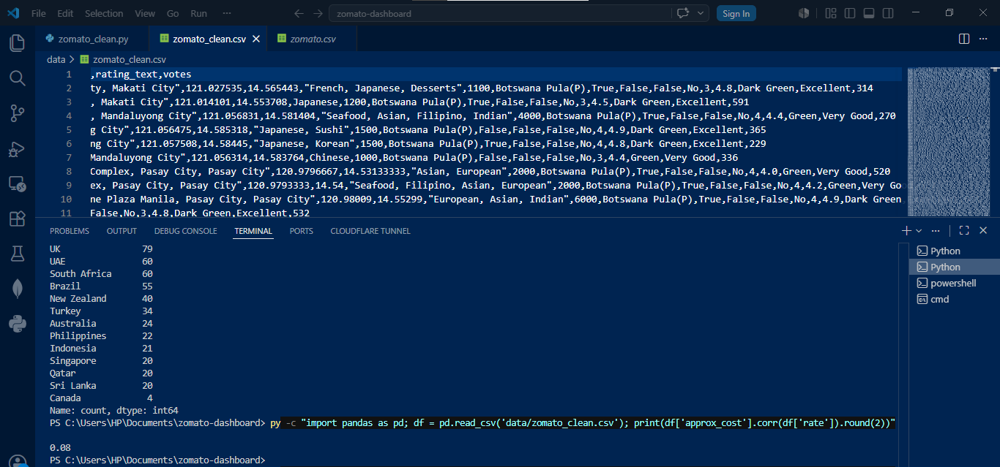 File Edit Selection View Go Run ··· zomato-dashboard Sign In
zomato_clean.py zomato_clean.csv zomato.csv
data > zomato_clean.csv
1 ,rating_text,votes
2 ty, Makati City",121.027535,14.565443,"French, Japanese, Desserts",1100,Botswana Pula(P),True,False,False,No,3,4.8,Dark Green,Excellent,314
3 , Makati City",121.014101,14.553708,Japanese,1200,Botswana Pula(P),True,False,False,No,3,4.5,Dark Green,Excellent,591
4 , Mandaluyong City",121.056831,14.581404,"Seafood, Asian, Filipino, Indian",4000,Botswana Pula(P),True,False,False,No,4,4.4,Green,Very Good,270
5 g City",121.056475,14.585318,"Japanese, Sushi",1500,Botswana Pula(P),False,False,False,No,4,4.9,Dark Green,Excellent,365
6 ng City",121.057508,14.58445,"Japanese, Korean",1500,Botswana Pula(P),True,False,False,No,4,4.8,Dark Green,Excellent,229
7 Mandaluyong City",121.056314,14.583764,Chinese,1000,Botswana Pula(P),False,False,False,No,3,4.4,Green,Very Good,336
8 Complex, Pasay City, Pasay City",120.9796667,14.53133333,"Asian, European",2000,Botswana Pula(P),True,False,False,No,4,4.0,Green,Very Good,520
9 ex, Pasay City, Pasay City",120.9793333,14.54,"Seafood, Filipino, Asian, European",2000,Botswana Pula(P),True,False,False,No,4,4.2,Green,Very Go
10 ne Plaza Manila, Pasay City, Pasay City",120.98009,14.55299,"European, Asian, Indian",6000,Botswana Pula(P),True,False,False,No,4,4.9,Dark Green
11 False,No,3,4.8,Dark Green,Excellent,532
PROBLEMS OUTPUT DEBUG CONSOLE TERMINAL PORTS CLOUDFLARE TUNNEL
UK 79
UAE 60
South Africa 60
Brazil 55
New Zealand 40
Turkey 34
Australia 24
Philippines 22
Indonesia 21
Singapore 20
Qatar 20
Sri Lanka 20
Canada 4
Name: count, dtype: int64
PS C:\Users\HP\Documents\zomato-dashboard> py -c "import pandas as pd; df = pd.read_csv('data/zomato_clean.csv'); print(df['approx_cost'].corr(df['rate']).round(2))"
0.08
PS C:\Users\HP\Documents\zomato-dashboard>
Python
Python
powershell
cmd